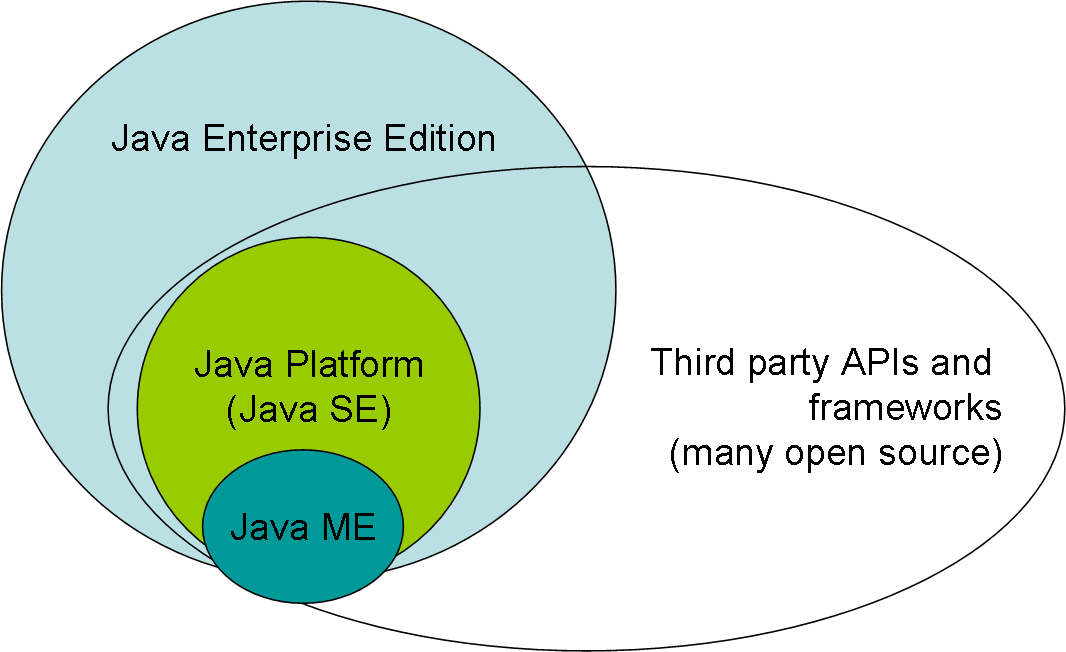 Java Enterprise Edition
Java Platform
(Java SE)
Third party APIs and
frameworks
(many open source)
Java ME